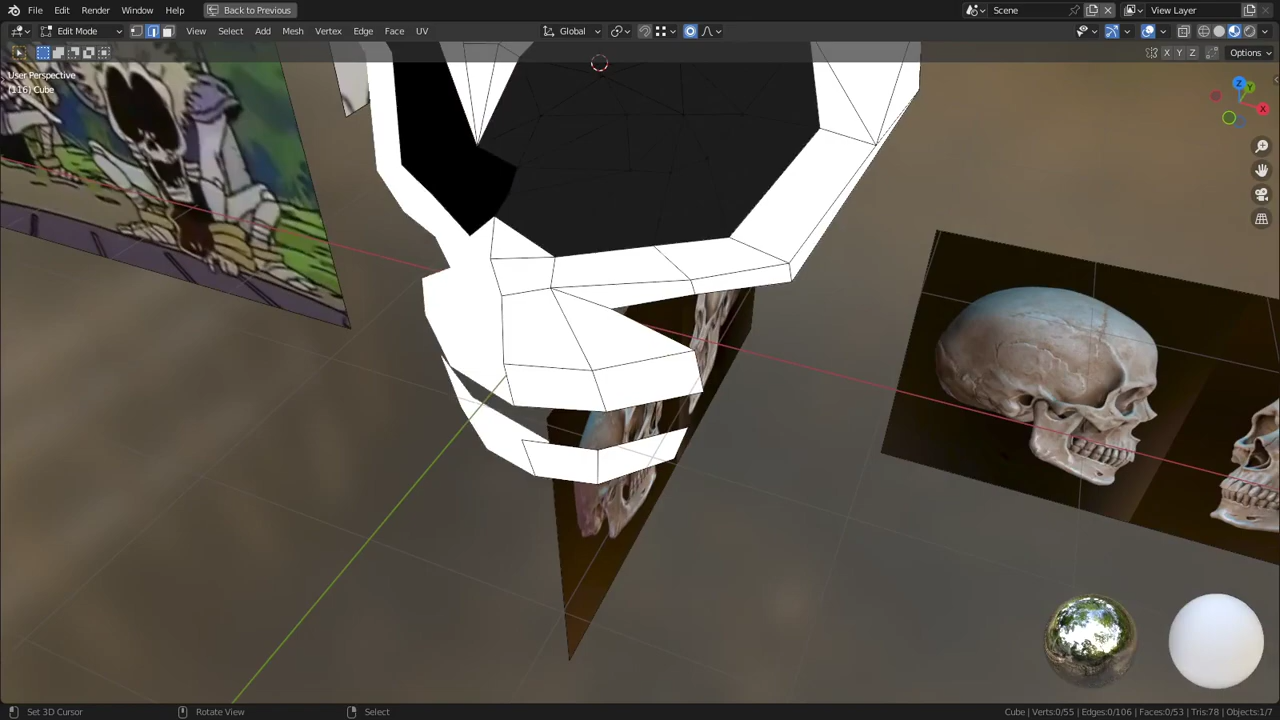 File Edit Render Window Help Back to Previous Scene View Layer
Edit Mode View Select Add Mesh Vertex Edge Face UV Global
X Y Z Options
User Perspective
(116) Cube
Z
Y
X
Set 3D Cursor Rotate View Select Cube | Verts:0/55 | Edges:0/106 | Faces:0/53 | Tris:78 | Objects:1/7